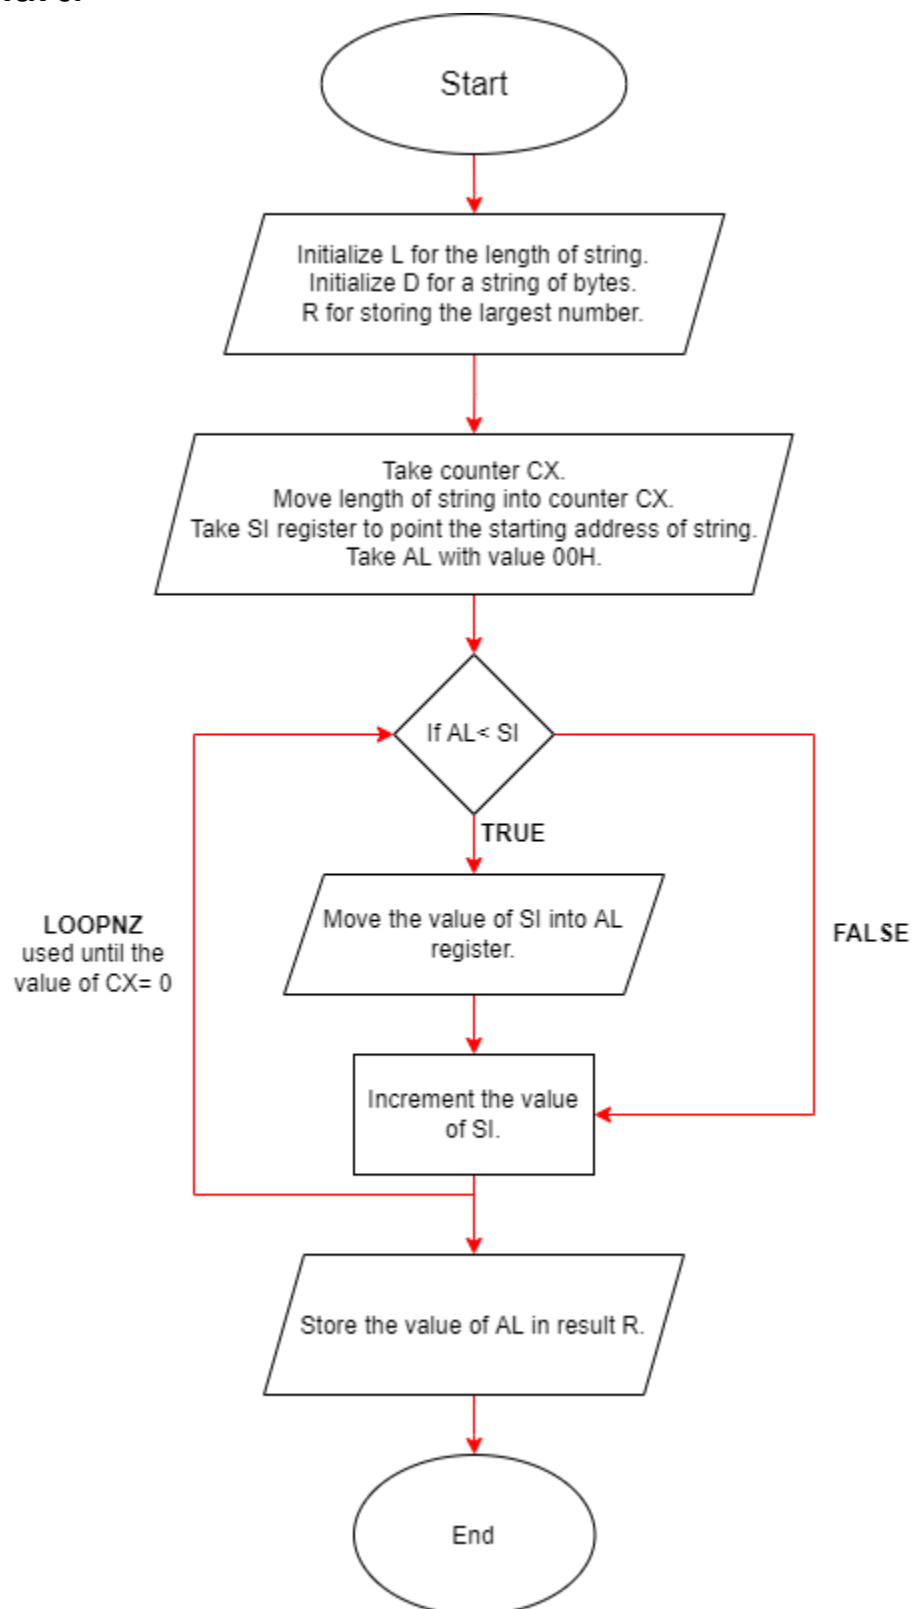 Start
Initialize L for the length of string.
Initialize D for a string of bytes.
R for storing the largest number.
Take counter CX.
Move length of string into counter CX.
Take SI register to point the starting address of string.
Take AL with value 00H.
If AL< SI
TRUE
Move the value of SI into AL
register.
LOOPNZ
used until the
value of CX= 0
FALSE
Increment the value
of SI.
Store the value of AL in result R.
End